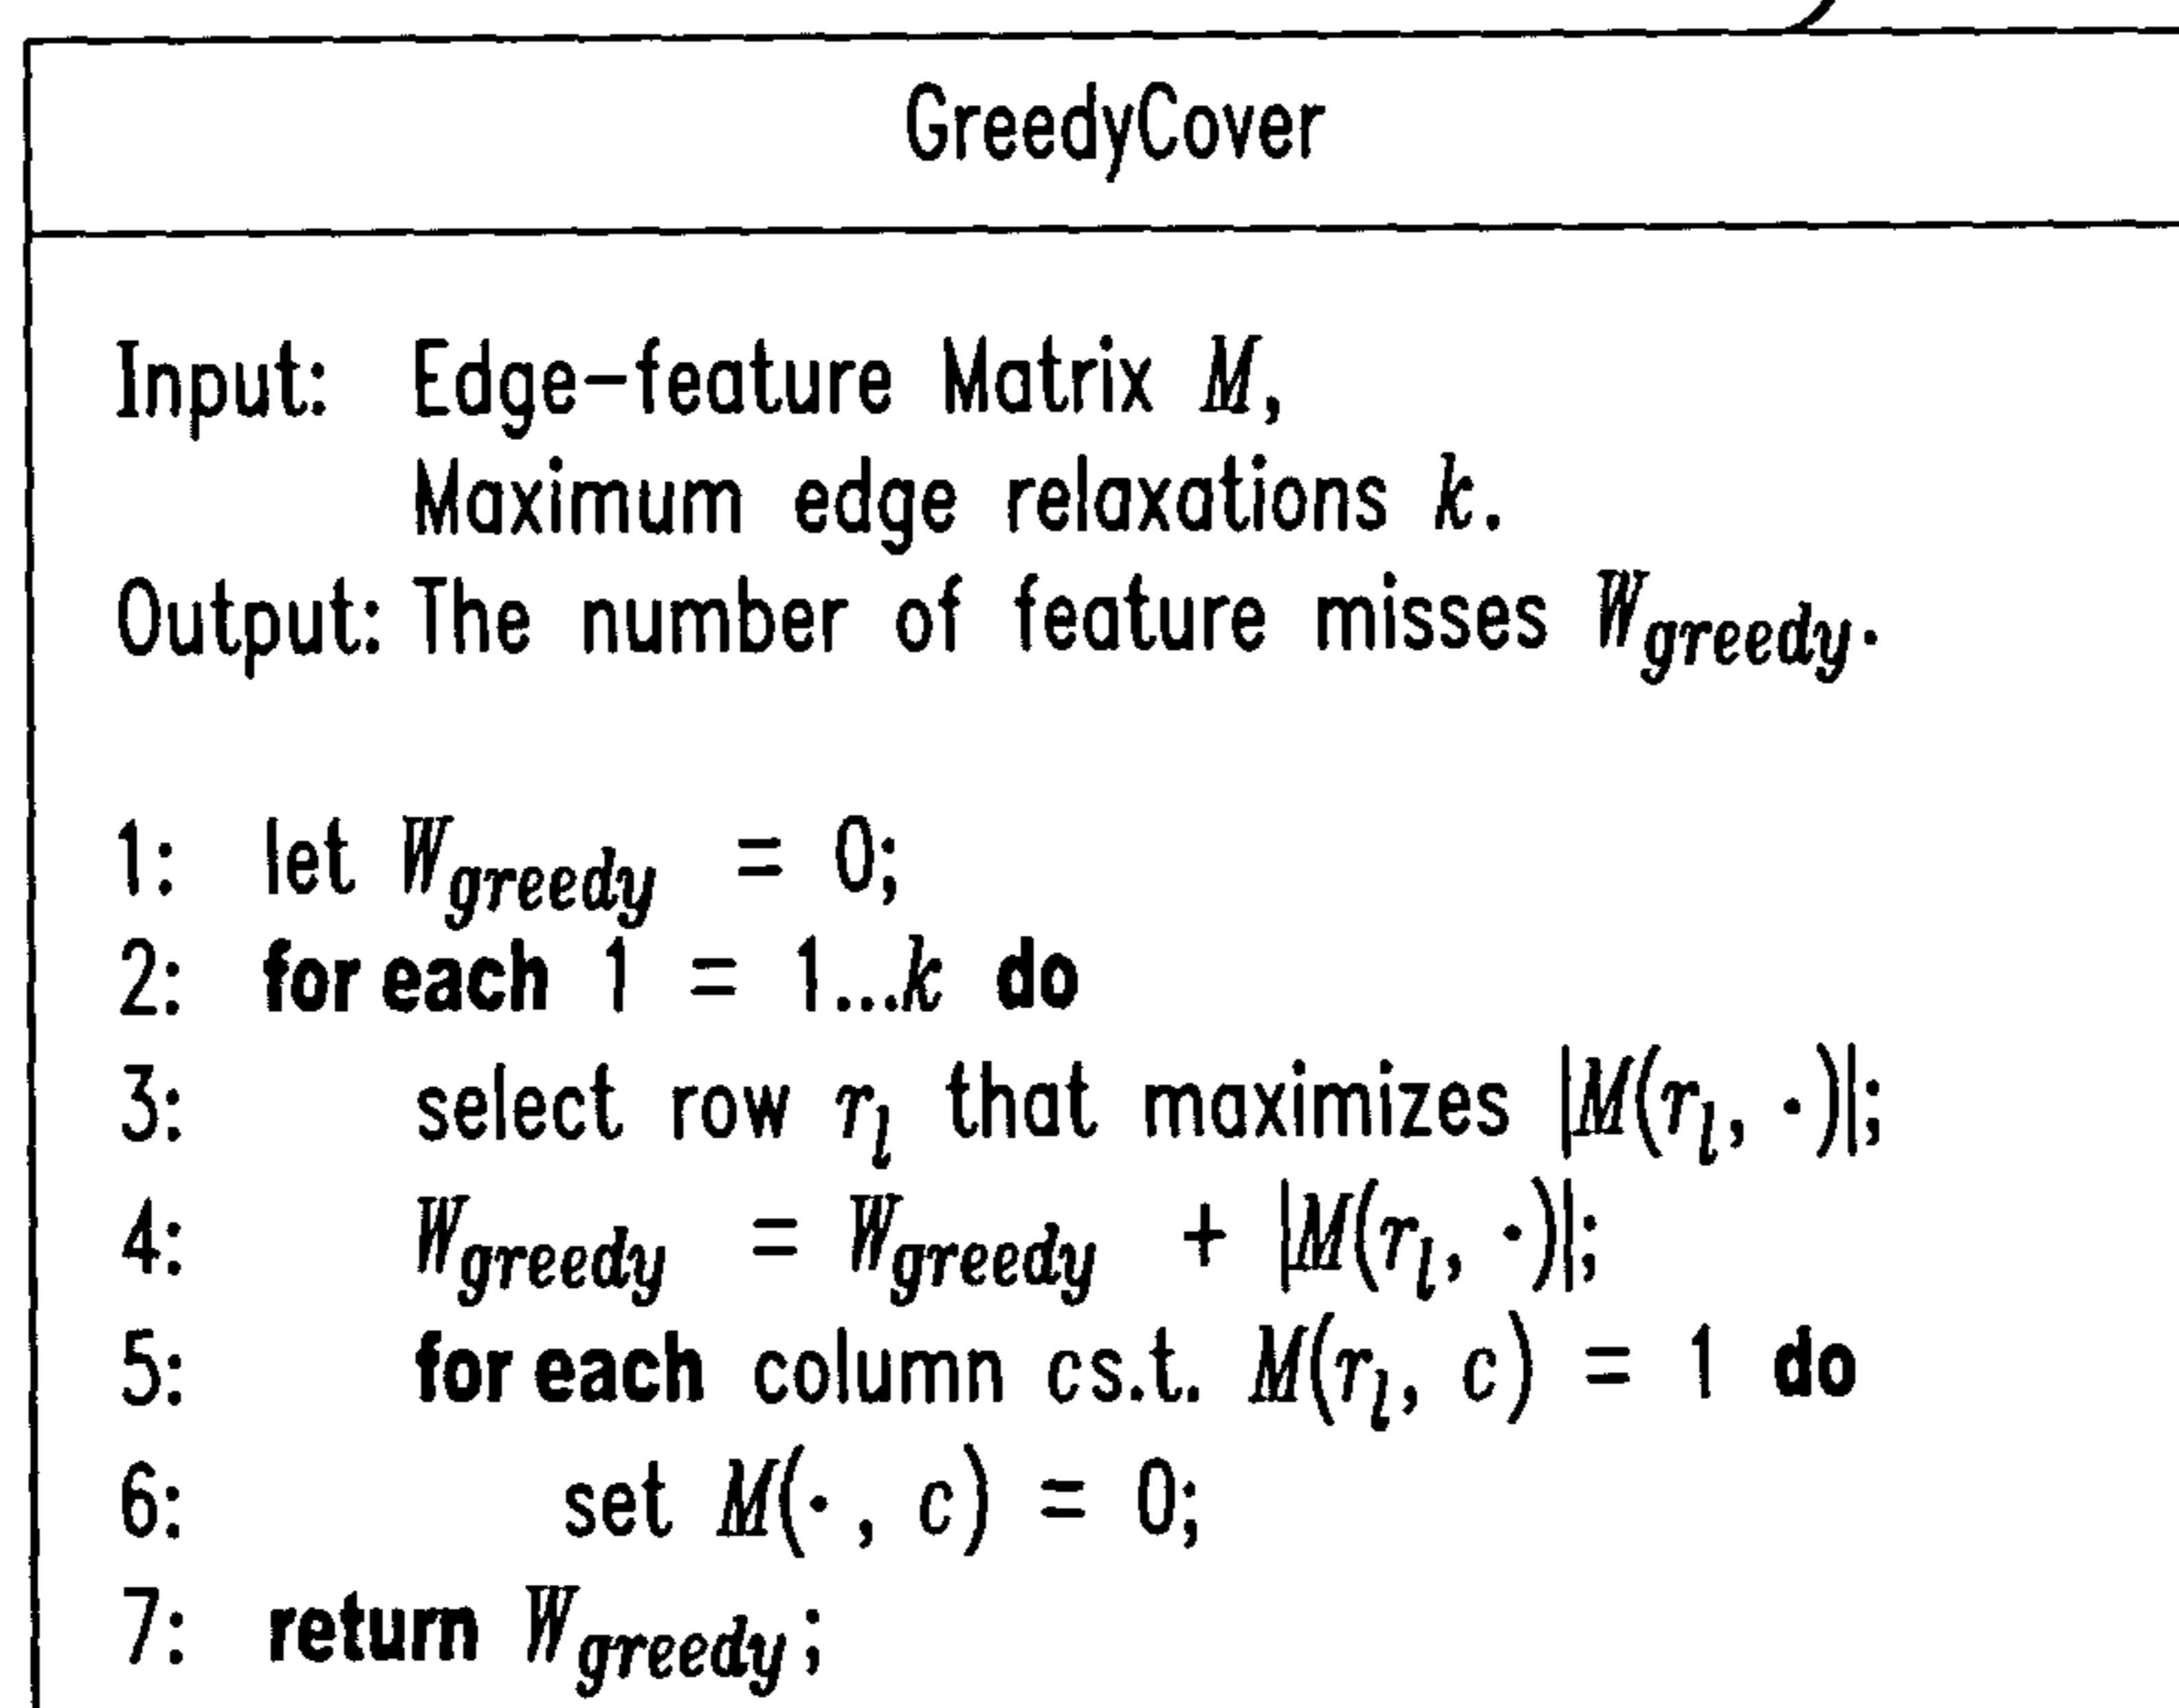 GreedyCover
Input: Edge-feature Matrix M,
Maximum edge relaxations k.
Output: The number of feature misses W_greedy.
1: let W_greedy = 0;
2: for each 1 = 1...k do
3: select row r_l that maximizes |M(r_l, ·)|;
4: W_greedy = W_greedy + |M(r_l, ·)|;
5: for each column c s.t. M(r_l, c) = 1 do
6: set M(·, c) = 0;
7: return W_greedy;